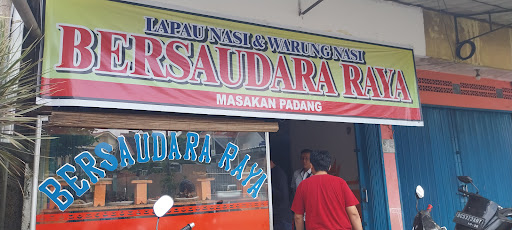 LAPAU NASI & WARUNG NASI
BERSAUDARA RAYA
MASAKAN PADANG
BERSAUDARA RAYA